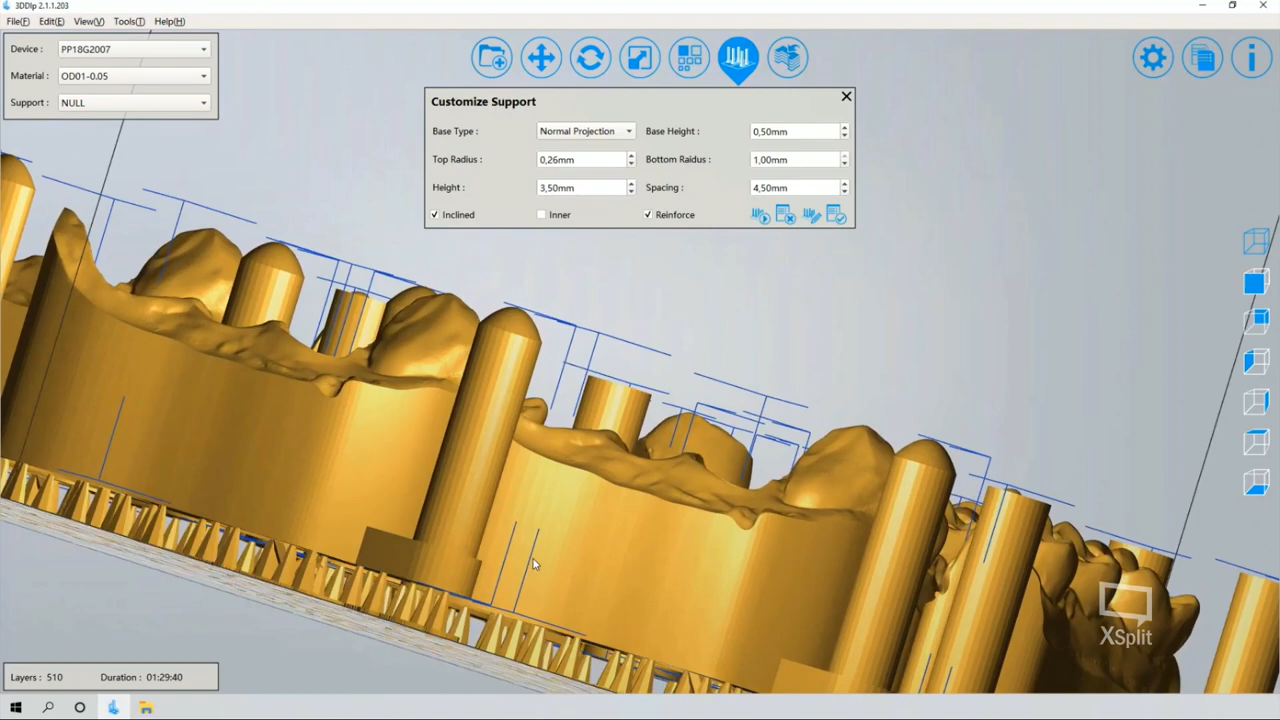 3DDlp 2.1.1.203
File(F) Edit(E) View(V) Tools(T) Help(H)
Device : PP18G2007
Material : OD01-0.05
Support : NULL
Customize Support
Base Type : Normal Projection Base Height : 0,50mm
Top Radius : 0,26mm Bottom Raidus : 1,00mm
Height : 3,50mm Spacing : 4,50mm
Inclined Inner Reinforce
XSplit
Layers : 510 Duration : 01:29:40